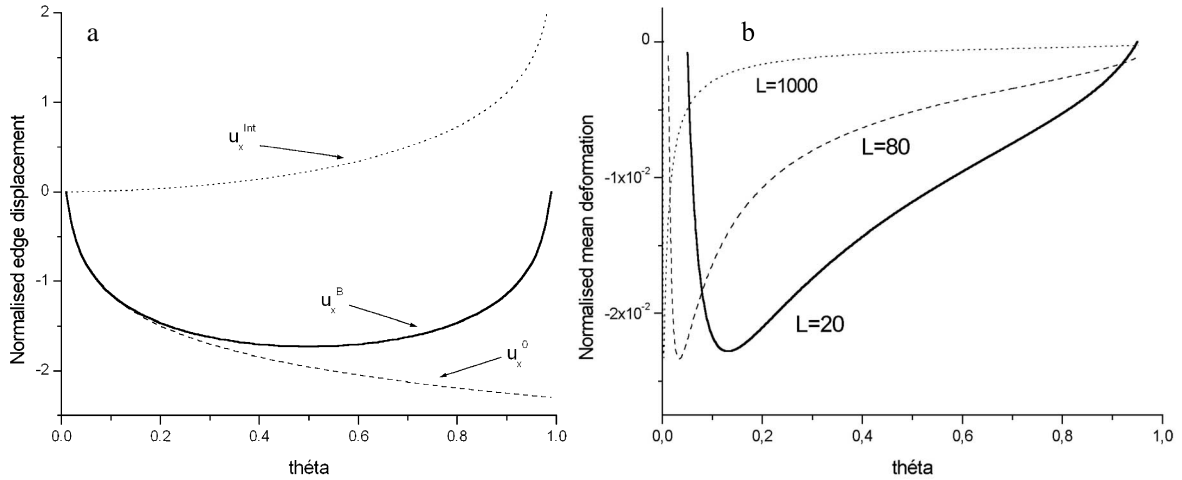 a
Normalised edge displacement
2
1
0
-1
-2
u_x^Int
u_x^B
u_x^0
0.0 0.2 0.4 0.6 0.8 1.0
théta
b
Normalised mean deformation
0
-1x10^-2
-2x10^-2
L=1000
L=80
L=20
0,0 0,2 0,4 0,6 0,8 1,0
théta